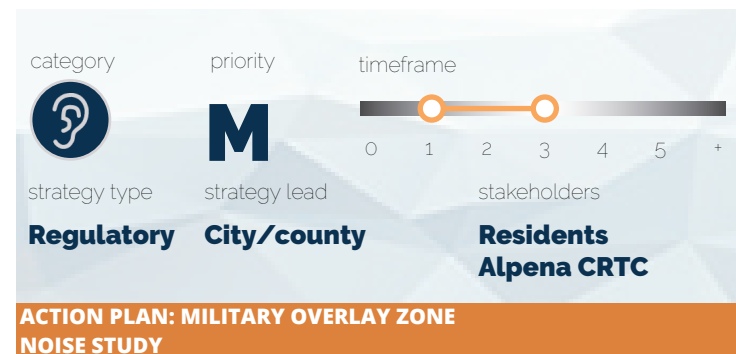 category priority timeframe
M
0 1 2 3 4 5 +
strategy type strategy lead stakeholders
Regulatory City/county Residents
Alpena CRTC
ACTION PLAN: MILITARY OVERLAY ZONE
NOISE STUDY